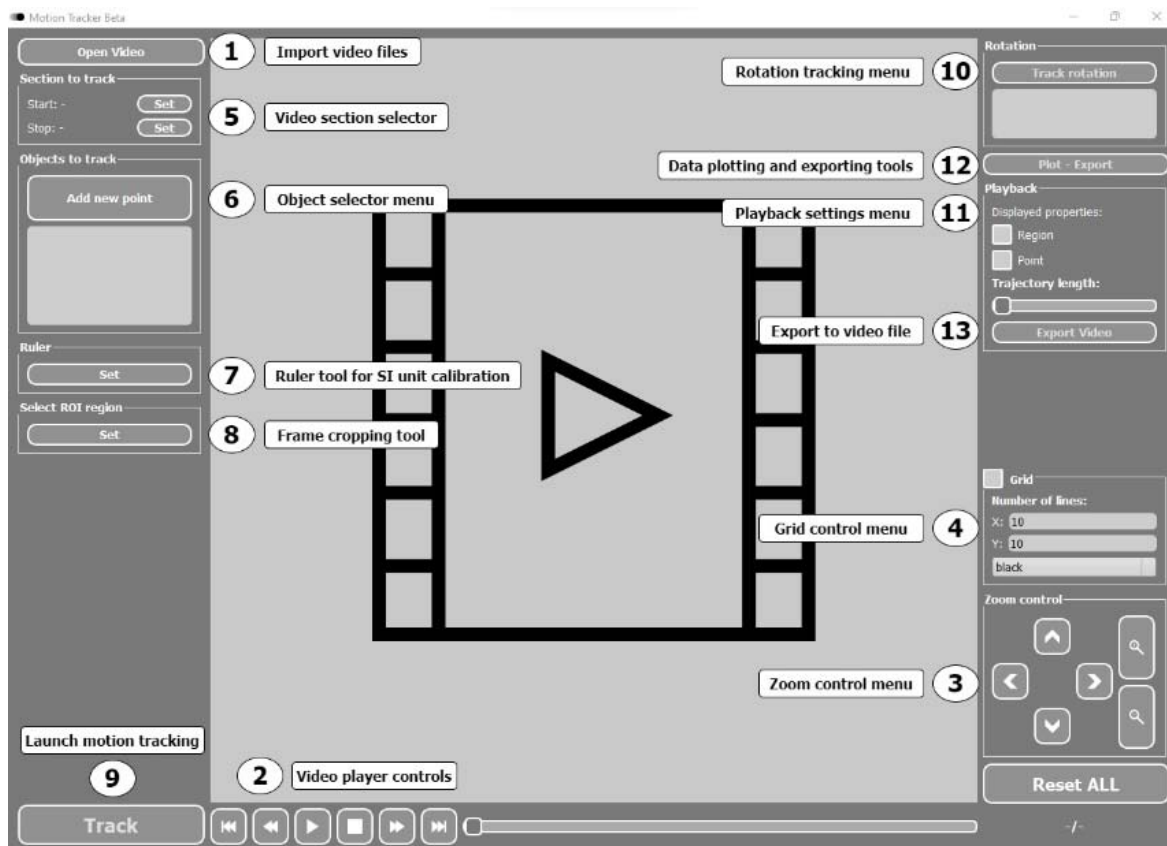 Motion Tracker Beta
Open Video
1
Import video files
Section to track
Start: -
Set
Stop: -
Set
5
Video section selector
Objects to track
Add new point
6
Object selector menu
Ruler
Set
7
Ruler tool for SI unit calibration
Select ROI region
Set
8
Frame cropping tool
Launch motion tracking
9
Track
2
Video player controls
Rotation
Rotation tracking menu
10
Track rotation
Data plotting and exporting tools
12
Plot - Export
Playback
Playback settings menu
11
Displayed properties:
Region
Point
Trajectory length:
Export to video file
13
Export Video
Grid
Number of lines:
Grid control menu
4
X: 10
Y: 10
black
Zoom control
Zoom control menu
3
Reset ALL
-/-